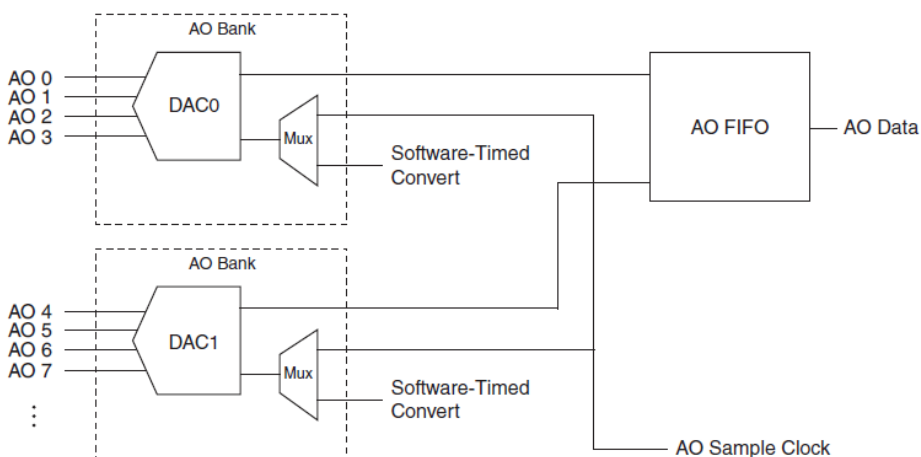 AO Bank
AO 0
AO 1
AO 2
AO 3
DAC0
Mux
Software-Timed
Convert
AO FIFO
AO Data
AO Bank
AO 4
AO 5
AO 6
AO 7
DAC1
Mux
Software-Timed
Convert
AO Sample Clock